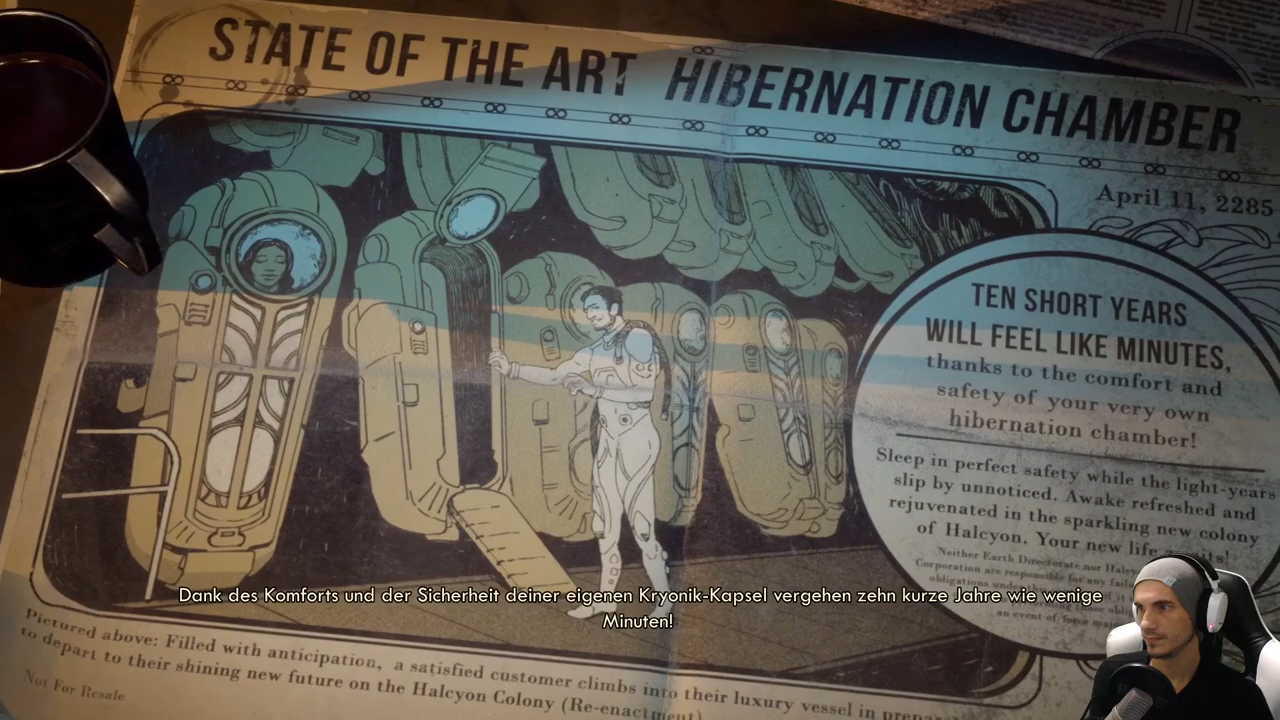 STATE OF THE ART HIBERNATION CHAMBER
April 11, 2285
TEN SHORT YEARS
WILL FEEL LIKE MINUTES,
thanks to the comfort and
safety of your very own
hibernation chamber!
Sleep in perfect safety while the light-years
slip by unnoticed. Awake refreshed and
rejuvenated in the sparkling new colony
of Halcyon. Your new life
Neither Earth Directorate nor
Corporation are responsible for any
obligations
an event of force
Dank des Komforts und der Sicherheit deiner eigenen Kryonik-Kapsel vergehen zehn kurze Jahre wie wenige
Minuten!
Pictured above: Filled with anticipation, a satisfied customer climbs into their luxury vessel in
to depart to their shining new future on the Halcyon Colony (Re-enactment)
Not For Resale